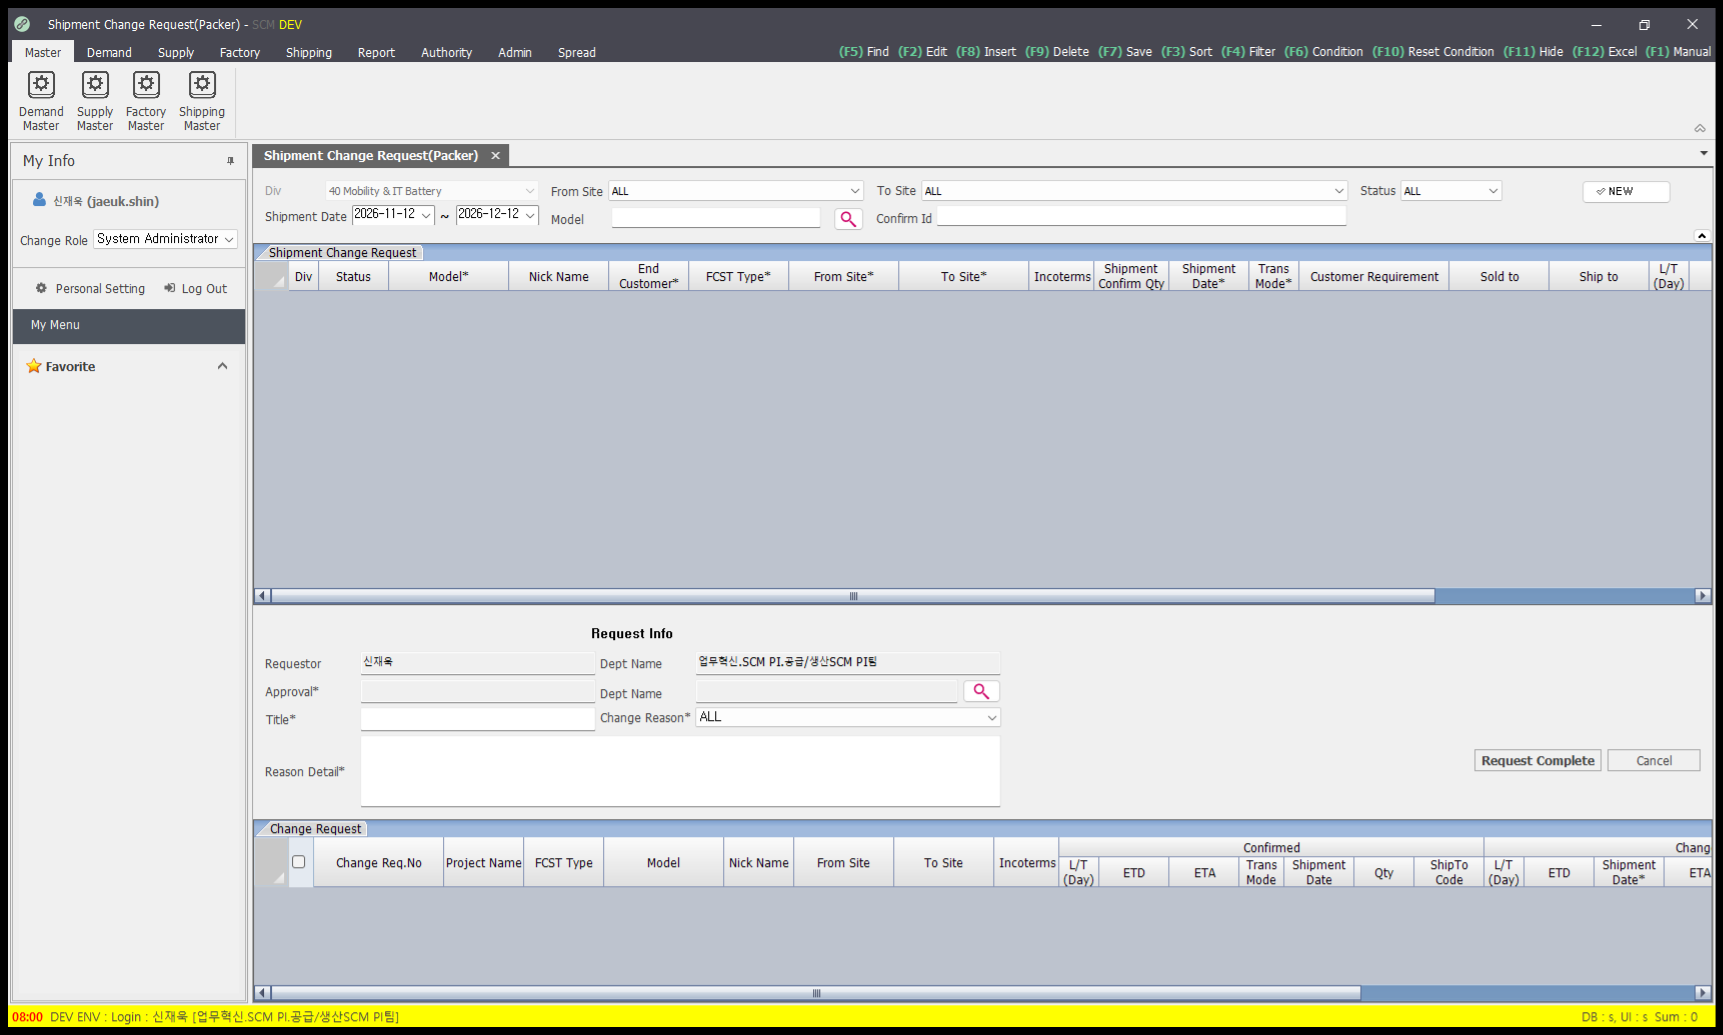 Shipment Change Request(Packer) - SCM DEV
Master Demand Supply Factory Shipping Report Authority Admin Spread
(F5) Find (F2) Edit (F8) Insert (F9) Delete (F7) Save (F3) Sort (F4) Filter (F6) Condition (F10) Reset Condition (F11) Hide (F12) Excel (F1) Manual
Demand Master
Supply Master
Factory Master
Shipping Master
My Info
신재욱 (jaeuk.shin)
Change Role System Administrator
Personal Setting Log Out
My Menu
Favorite
Shipment Change Request(Packer)
Div 40 Mobility & IT Battery From Site ALL To Site ALL Status ALL NEW
Shipment Date 2026-11-12 ~ 2026-12-12 Model Confirm Id
Shipment Change Request
Div Status Model* Nick Name End Customer* FCST Type* From Site* To Site* Incoterms Shipment Confirm Qty Shipment Date* Trans Mode* Customer Requirement Sold to Ship to L/T (Day)
Request Info
Requestor 신재욱 Dept Name 업무혁신.SCM PI.공급/생산SCM PI팀
Approval* Dept Name
Title* Change Reason* ALL
Reason Detail*
Request Complete Cancel
Change Request
Change Req.No Project Name FCST Type Model Nick Name From Site To Site Incoterms
Confirmed Chang
L/T (Day) ETD ETA Trans Mode Shipment Date Qty ShipTo Code L/T (Day) ETD Shipment Date* ETA
08:00 DEV ENV : Login : 신재욱 [업무혁신.SCM PI.공급/생산SCM PI팀]
DB : s, UI : s Sum : 0